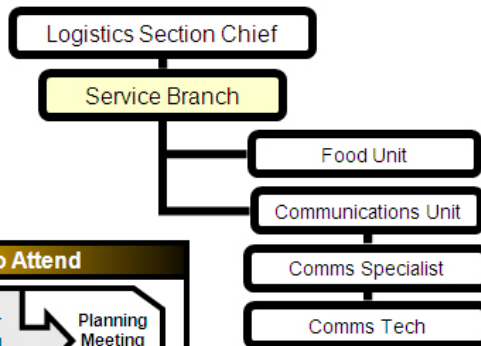 Logistics Section Chief
Service Branch
Food Unit
Communications Unit
Comms Specialist
Comms Tech
Attend
Planning
Meeting